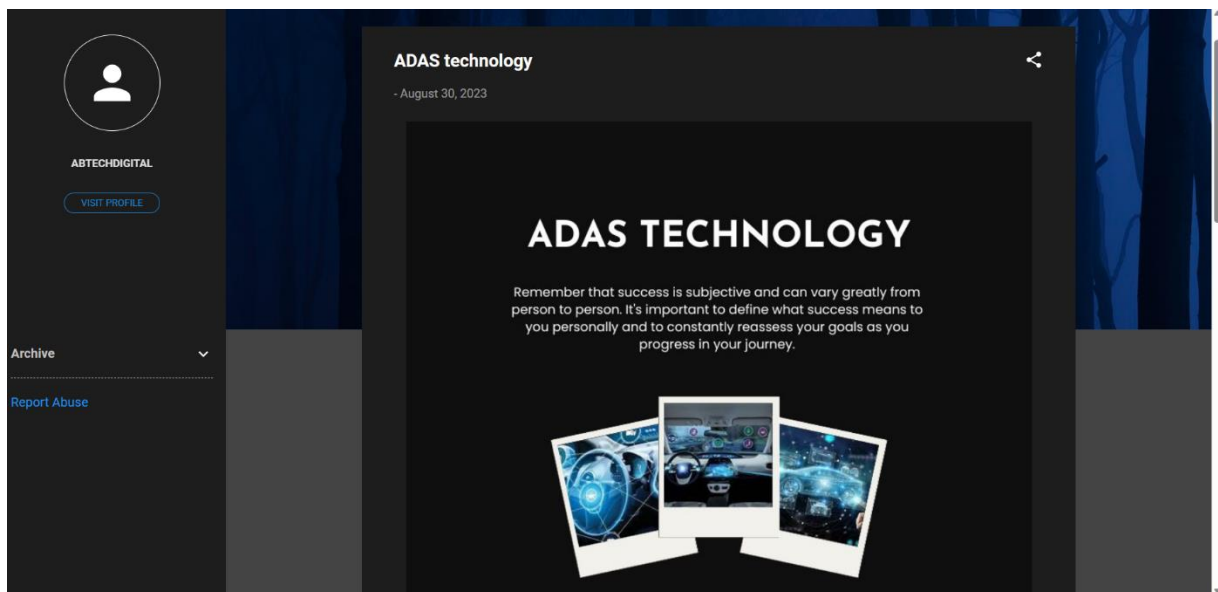 ABTECHDIGITAL
VISIT PROFILE
Archive
Report Abuse
ADAS technology
- August 30, 2023
ADAS TECHNOLOGY
Remember that success is subjective and can vary greatly from
person to person. It's important to define what success means to
you personally and to constantly reassess your goals as you
progress in your journey.